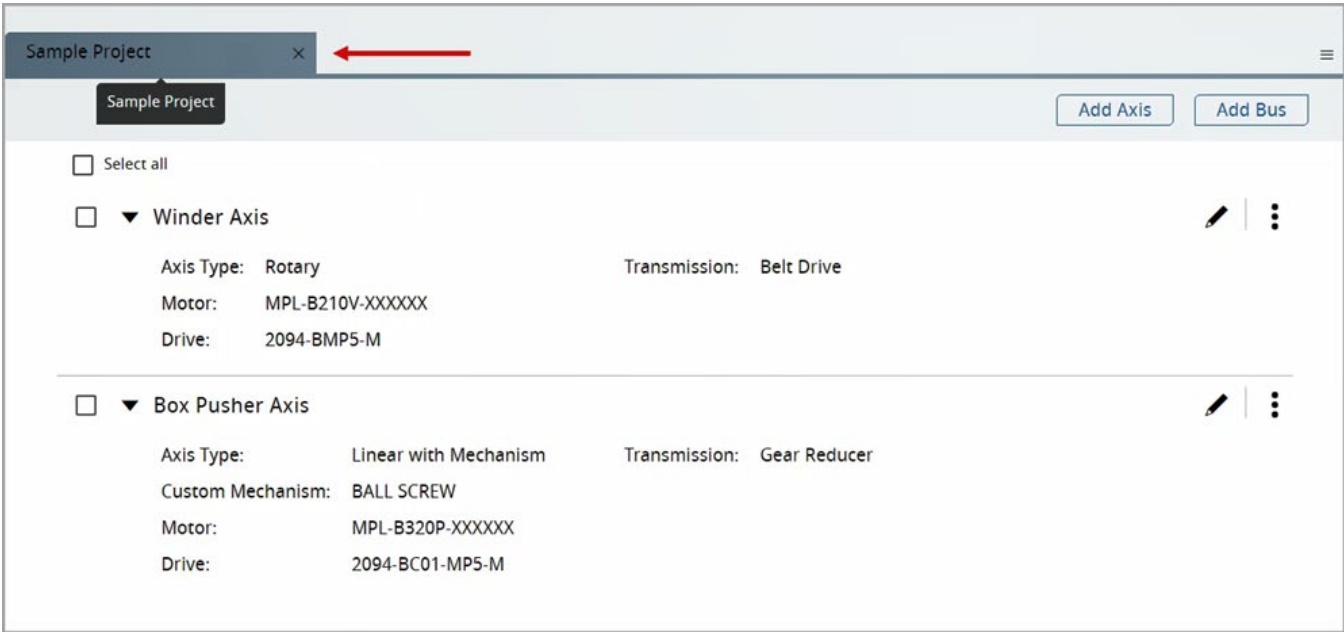 Sample Project
Sample Project
Add Axis Add Bus
Select all
Winder Axis
Axis Type: Rotary Transmission: Belt Drive
Motor: MPL-B210V-XXXXXX
Drive: 2094-BMP5-M
Box Pusher Axis
Axis Type: Linear with Mechanism Transmission: Gear Reducer
Custom Mechanism: BALL SCREW
Motor: MPL-B320P-XXXXXX
Drive: 2094-BC01-MP5-M